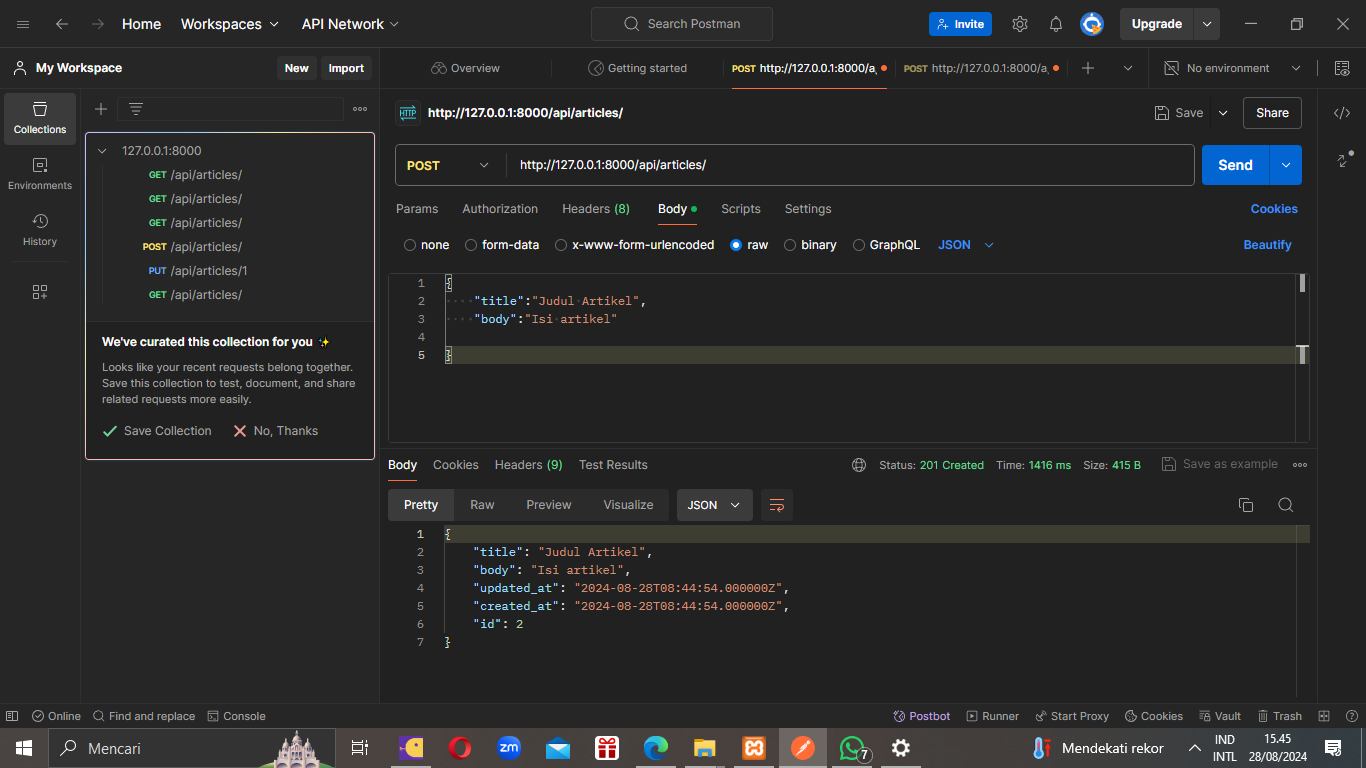 Home Workspaces API Network Search Postman Invite Upgrade
My Workspace New Import Overview Getting started POST http://127.0.0.1:8000/a POST http://127.0.0.1:8000/a No environment
Collections
Environments
History
127.0.0.1:8000
GET /api/articles/
GET /api/articles/
GET /api/articles/
POST /api/articles/
PUT /api/articles/1
GET /api/articles/
We've curated this collection for you
Looks like your recent requests belong together.
Save this collection to test, document, and share
related requests more easily.
Save Collection No, Thanks
HTTP http://127.0.0.1:8000/api/articles/ Save Share
POST http://127.0.0.1:8000/api/articles/ Send
Params Authorization Headers (8) Body Scripts Settings Cookies
none form-data x-www-form-urlencoded raw binary GraphQL JSON Beautify
1 {
2 "title":"Judul Artikel",
3 "body":"Isi artikel"
4
5 }
Body Cookies Headers (9) Test Results Status: 201 Created Time: 1416 ms Size: 415 B Save as example
Pretty Raw Preview Visualize JSON
1 {
2 "title": "Judul Artikel",
3 "body": "Isi artikel",
4 "updated_at": "2024-08-28T08:44:54.000000Z",
5 "created_at": "2024-08-28T08:44:54.000000Z",
6 "id": 2
7 }
Online Find and replace Console Postbot Runner Start Proxy Cookies Vault Trash
Mencari zm 7 Mendekati rekor IND 15.45
INTL 28/08/2024